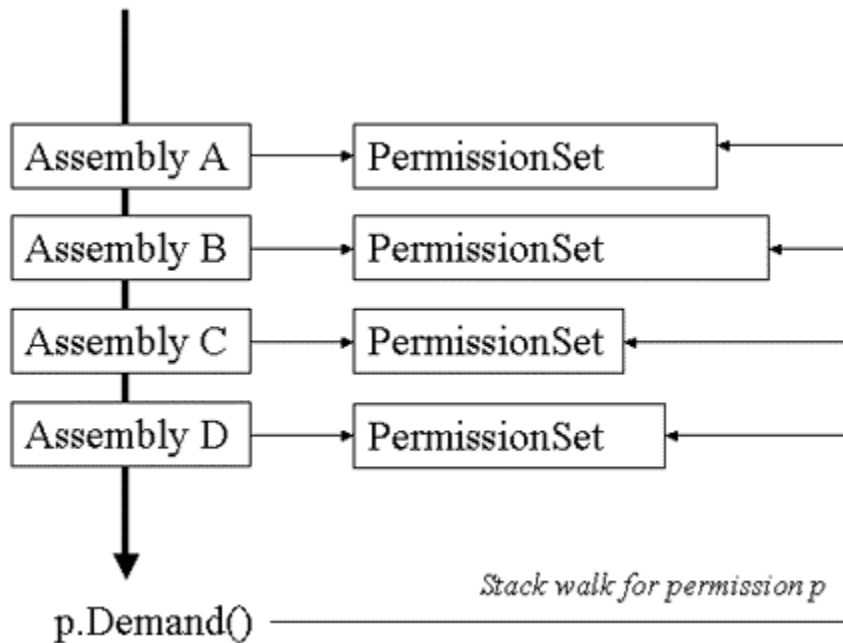 Assembly A
PermissionSet
Assembly B
PermissionSet
Assembly C
PermissionSet
Assembly D
PermissionSet
Stack walk for permission p
p.Demand()